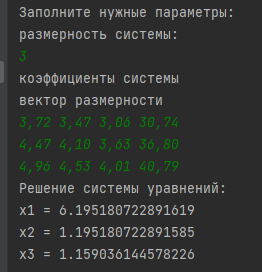 Заполните нужные параметры:
размерность системы:
3
коэффициенты системы
вектор размерности
3,72 3,47 3,06 30,74
4,47 4,10 3,63 36,80
4,96 4,53 4,01 40,79
Решение системы уравнений:
x1 = 6.195180722891619
x2 = 1.195180722891585
x3 = 1.159036144578226